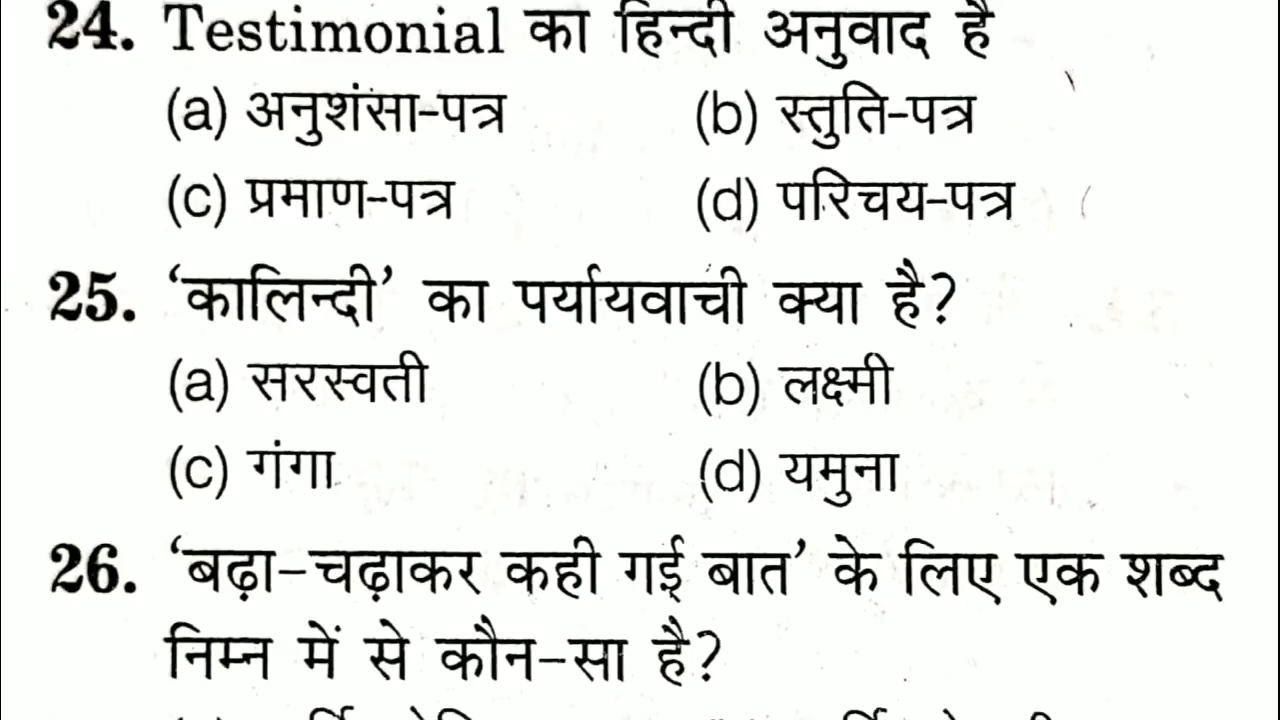 24. Testimonial का हिन्दी अनुवाद है
(a) अनुशंसा-पत्र (b) स्तुति-पत्र
(c) प्रमाण-पत्र (d) परिचय-पत्र
25. ‘कालिन्दी’ का पर्यायवाची क्या है?
(a) सरस्वती (b) लक्ष्मी
(c) गंगा (d) यमुना
26. ‘बढ़ा-चढ़ाकर कही गई बात’ के लिए एक शब्द
निम्न में से कौन-सा है?